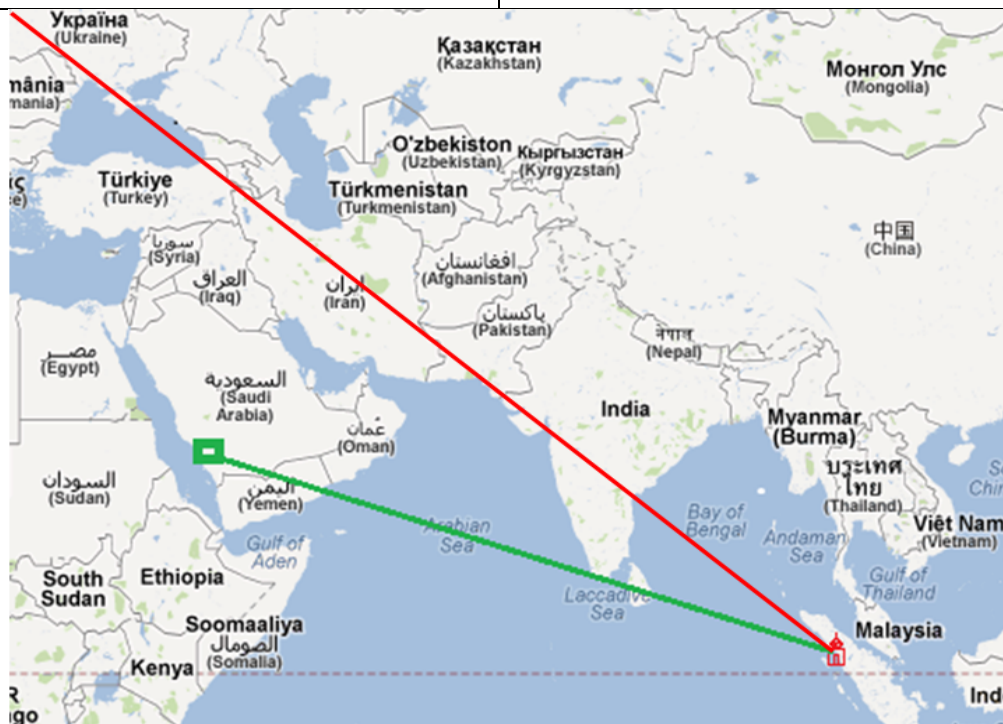 Україна
(Ukraine)
Қазақстан
(Kazakhstan)
Монгол Улс
(Mongolia)
mânia
mania)
O'zbekiston
(Uzbekistan)
Кыргызстан
(Kyrgyzstan)
Türkiye
(Turkey)
Türkmenistan
(Turkmenistan)
ς
e)
中国
(China)
سوريا
(Syria)
العراق
(Iraq)
ایران
(Iran)
افغانستان
(Afghanistan)
پاکستان
(Pakistan)
नेपाल
(Nepal)
مصر
(Egypt)
السعودية
(Saudi
Arabia)
عُمان
(Oman)
India
Myanmar
(Burma)
ประเทศ
ไทย
(Thailand)
السودان
(Sudan)
اليمن
(Yemen)
Arabian
Sea
Bay of
Bengal
Andaman
Sea
Việt Nam
(Vietnam)
Gulf of
Aden
Gulf of
Thailand
South
Sudan
Ethiopia
Laccadive
Sea
Soomaaliya
الصومال
(Somalia)
Malaysia
Kenya
R
go
Ind